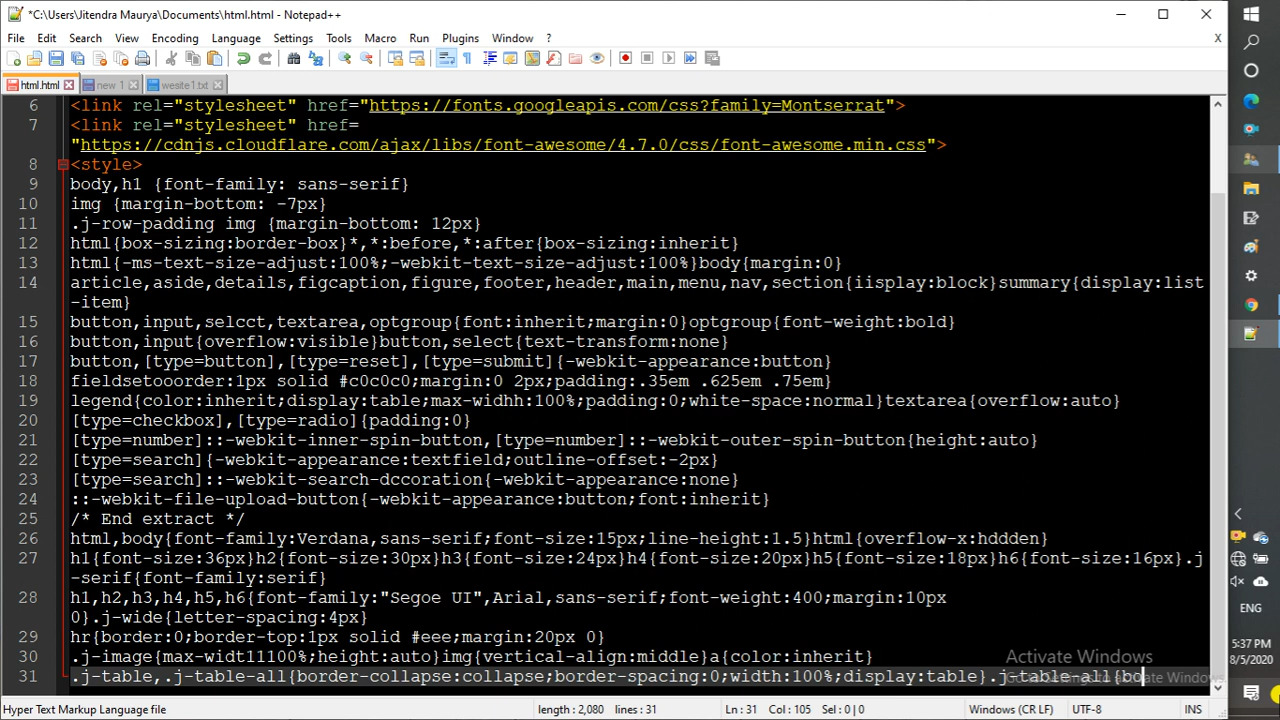 *C:\Users\Jitendra Maurya\Documents\html.html - Notepad++
File Edit Search View Encoding Language Settings Tools Macro Run Plugins Window ? X
html.html new 1 wesite1.txt
6 <link rel="stylesheet" href="https://fonts.googleapis.com/css?family=Montserrat">
7 <link rel="stylesheet" href=
"https://cdnjs.cloudflare.com/ajax/libs/font-awesome/4.7.0/css/font-awesome.min.css">
8 <style>
9 body,h1 {font-family: sans-serif}
10 img {margin-bottom: -7px}
11 .j-row-padding img {margin-bottom: 12px}
12 html{box-sizing:border-box}*,*:before,*:after{box-sizing:inherit}
13 html{-ms-text-size-adjust:100%;-webkit-text-size-adjust:100%}body{margin:0}
14 article,aside,details,figcaption,figure,footer,header,main,menu,nav,section{iisplay:block}summary{display:list
-item}
15 button,input,selcct,textarea,optgroup{font:inherit;margin:0}optgroup{font-weight:bold}
16 button,input{overflow:visible}button,select{text-transform:none}
17 button,[type=button],[type=reset],[type=submit]{-webkit-appearance:button}
18 fieldsetooorder:1px solid #c0c0c0;margin:0 2px;padding:.35em .625em .75em}
19 legend{color:inherit;display:table;max-widhh:100%;padding:0;white-space:normal}textarea{overflow:auto}
20 [type=checkbox],[type=radio]{padding:0}
21 [type=number]::-webkit-inner-spin-button,[type=number]::-webkit-outer-spin-button{height:auto}
22 [type=search]{-webkit-appearance:textfield;outline-offset:-2px}
23 [type=search]::-webkit-search-dccoration{-webkit-appearance:none}
24 ::-webkit-file-upload-button{-webkit-appearance:button;font:inherit}
25 /* End extract */
26 html,body{font-family:Verdana,sans-serif;font-size:15px;line-height:1.5}html{overflow-x:hddden}
27 h1{font-size:36px}h2{font-size:30px}h3{font-size:24px}h4{font-size:20px}h5{font-size:18px}h6{font-size:16px}.j
-serif{font-family:serif}
28 h1,h2,h3,h4,h5,h6{font-family:"Segoe UI",Arial,sans-serif;font-weight:400;margin:10px
0}.j-wide{letter-spacing:4px}
29 hr{border:0;border-top:1px solid #eee;margin:20px 0}
30 .j-image{max-widt11100%;height:auto}img{vertical-align:middle}a{color:inherit}
31 .j-table,.j-table-all{border-collapse:collapse;border-spacing:0;width:100%;display:table}.j-table-all{bo
Activate Windows
Go to Settings to activate Windows.
Hyper Text Markup Language file length : 2,080 lines : 31 Ln : 31 Col : 105 Sel : 0 | 0 Windows (CR LF) UTF-8 INS
ENG
5:37 PM
8/5/2020